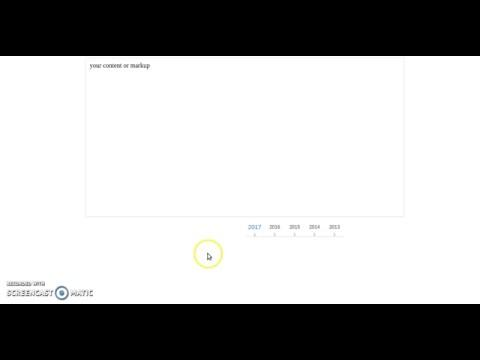 your content or markup
2017 2016 2015 2014 2013
RECORDED WITH
SCREENCAST MATIC